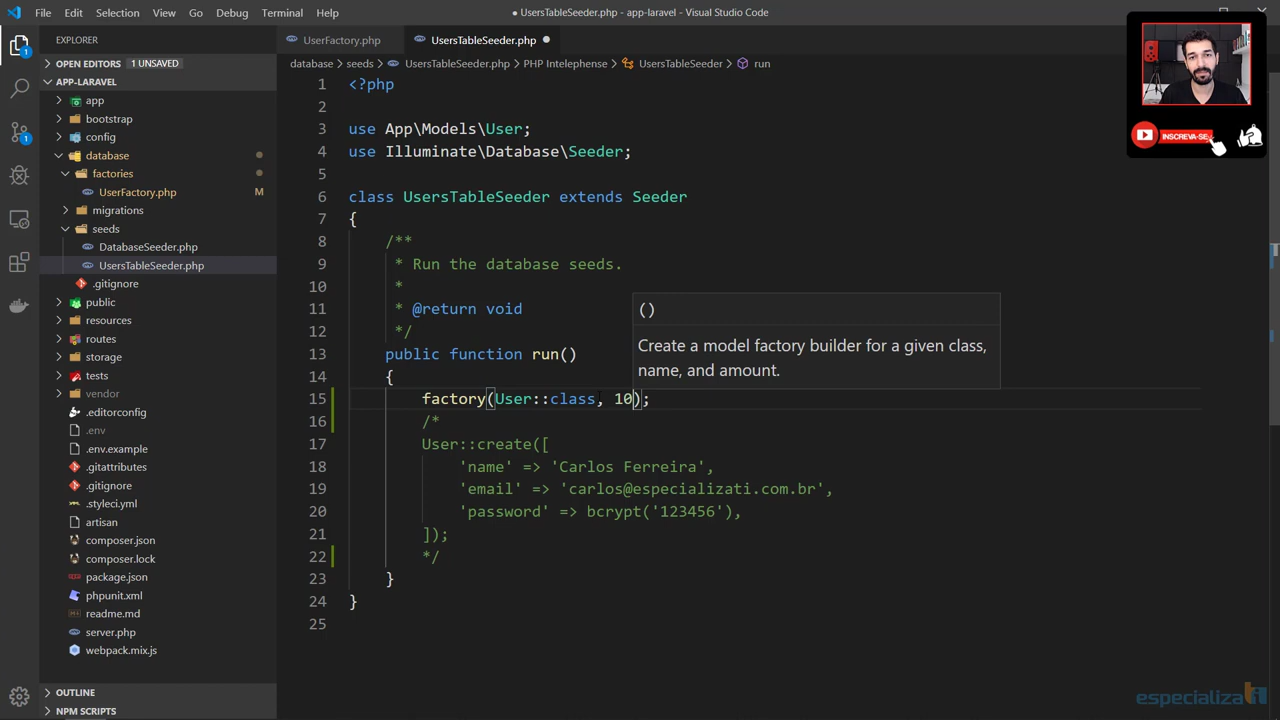 File Edit Selection View Go Debug Terminal Help
● UsersTableSeeder.php - app-laravel - Visual Studio Code
EXPLORER
OPEN EDITORS 1 UNSAVED
APP-LARAVEL
app
bootstrap
config
database
factories
UserFactory.php M
migrations
seeds
DatabaseSeeder.php
UsersTableSeeder.php
.gitignore
public
resources
routes
storage
tests
vendor
.editorconfig
.env
.env.example
.gitattributes
.gitignore
.styleci.yml
artisan
composer.json
composer.lock
package.json
phpunit.xml
readme.md
server.php
webpack.mix.js
OUTLINE
NPM SCRIPTS
1
1
UserFactory.php UsersTableSeeder.php ●
database > seeds > UsersTableSeeder.php > PHP Intelephense > UsersTableSeeder > run
1 <?php
2
3 use App\Models\User;
4 use Illuminate\Database\Seeder;
5
6 class UsersTableSeeder extends Seeder
7 {
8 /**
9 * Run the database seeds.
10 *
11 * @return void
12 */
13 public function run()
14 {
15 factory(User::class, 10);
16 /*
17 User::create([
18 'name' => 'Carlos Ferreira',
19 'email' => 'carlos@especializati.com.br',
20 'password' => bcrypt('123456'),
21 ]);
22 */
23 }
24 }
25
()
Create a model factory builder for a given class,
name, and amount.
INSCREVA-SE
especializati